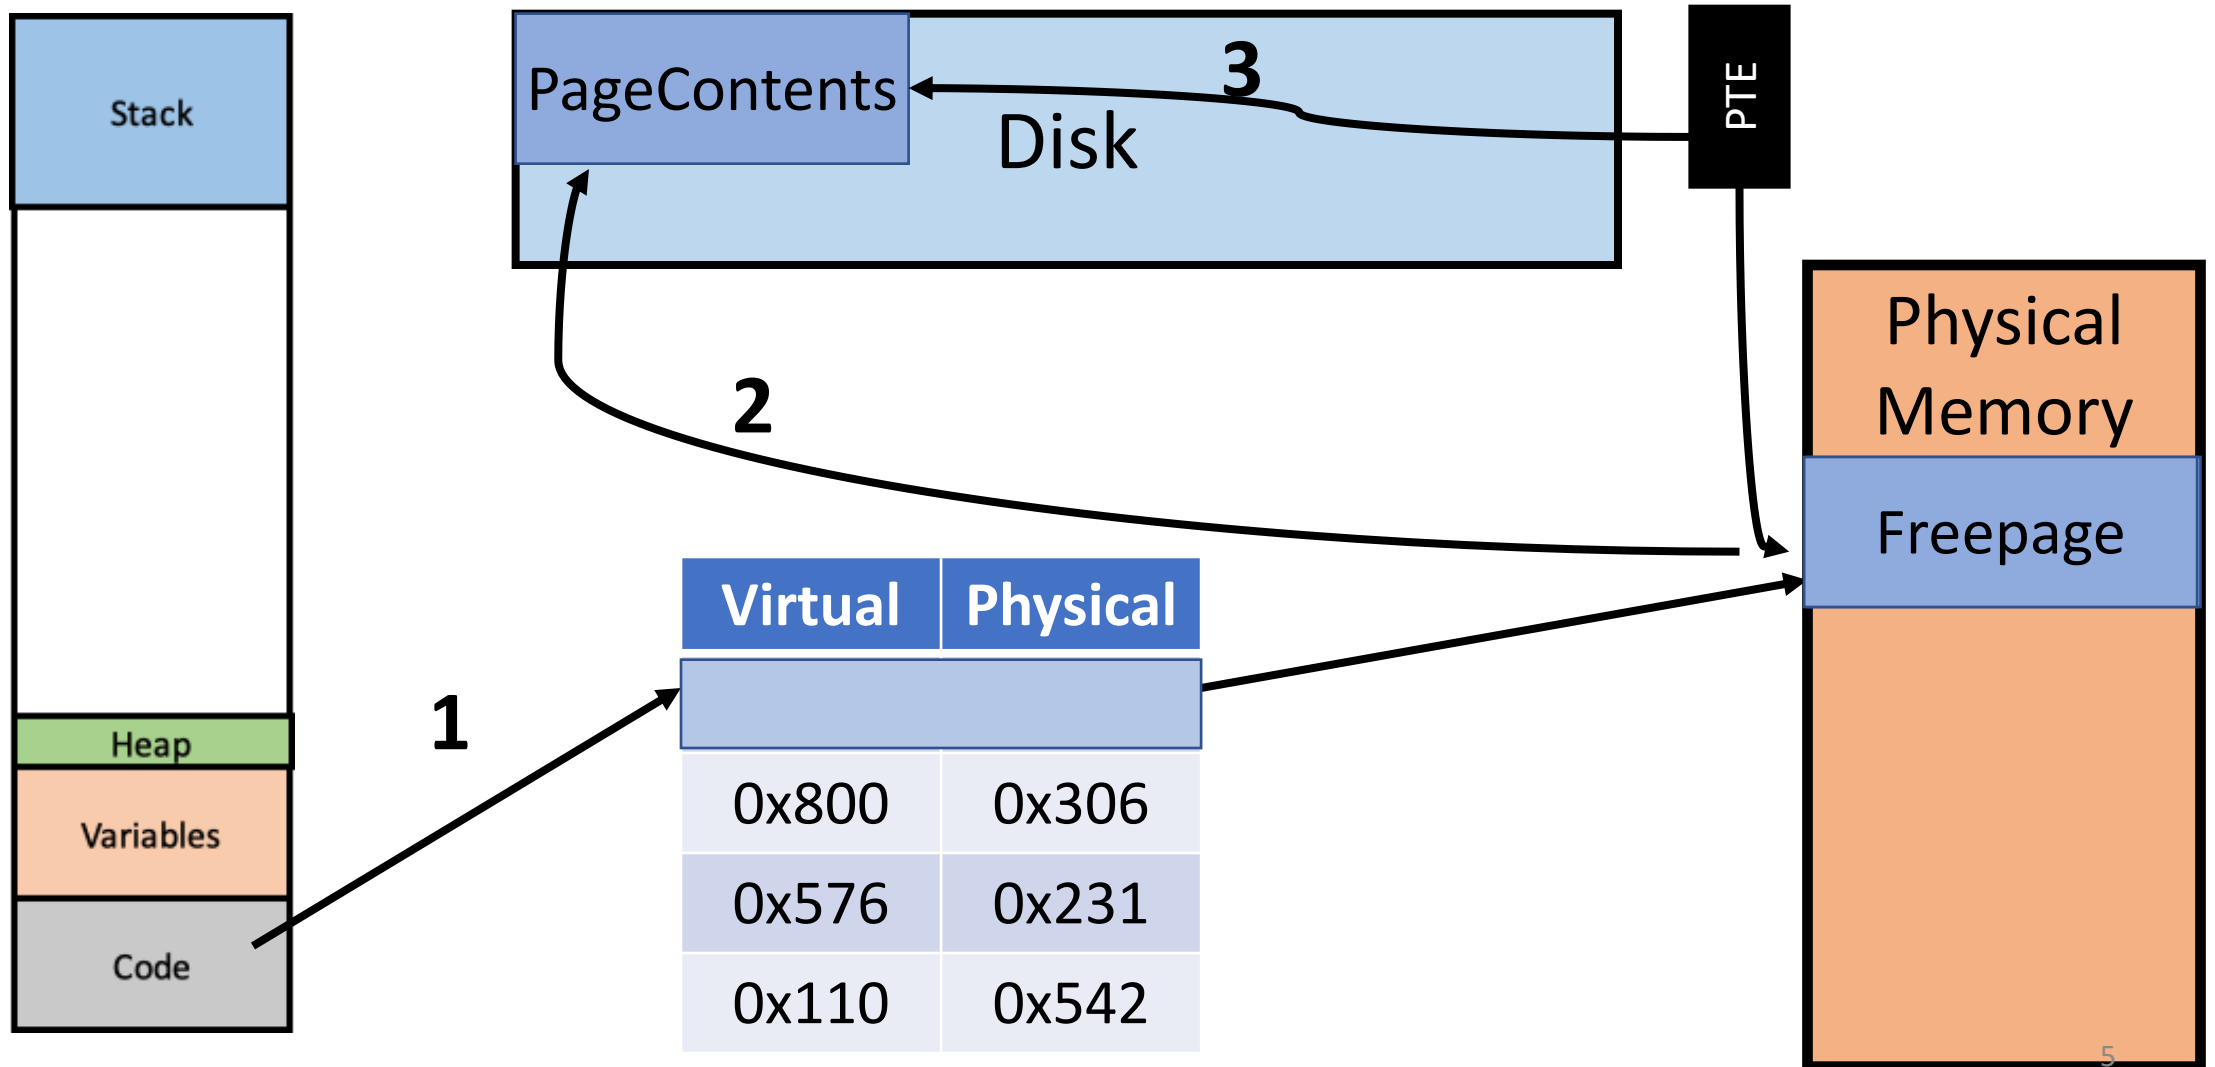 Stack
Heap
Variables
Code
PageContents
Disk
3
PTE
2
1
Virtual Physical
0x800 0x306
0x576 0x231
0x110 0x542
Physical
Memory
Freepage
5